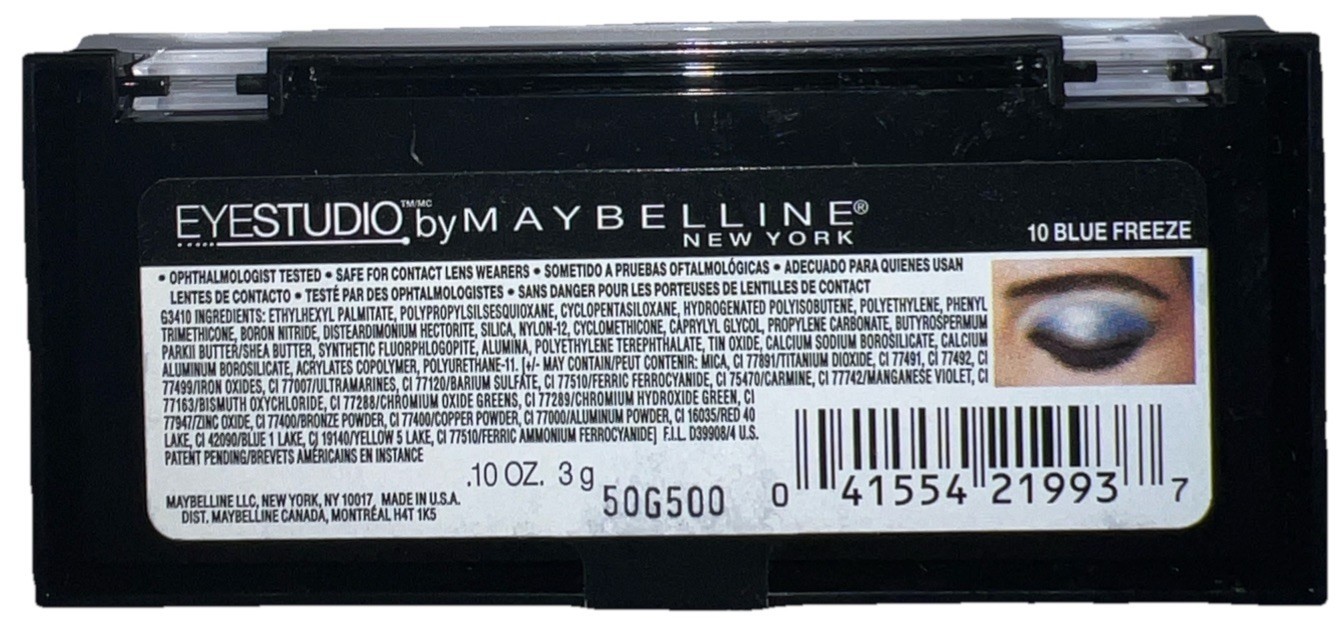 EYESTUDIO™/MC by MAYBELLINE®
NEW YORK
10 BLUE FREEZE
• OPHTHALMOLOGIST TESTED • SAFE FOR CONTACT LENS WEARERS • SOMETIDO A PRUEBAS OFTALMOLÓGICAS • ADECUADO PARA QUIENES USAN
LENTES DE CONTACTO • TESTÉ PAR DES OPHTALMOLOGISTES • SANS DANGER POUR LES PORTEUSES DE LENTILLES DE CONTACT
G3410 INGREDIENTS: ETHYLHEXYL PALMITATE, POLYPROPYLSILSESQUIOXANE, CYCLOPENTASILOXANE, HYDROGENATED POLYISOBUTENE, POLYETHYLENE, PHENYL
TRIMETHICONE, BORON NITRIDE, DISTEARDIMONIUM HECTORITE, SILICA, NYLON-12, CYCLOMETHICONE, CAPRYLYL GLYCOL, PROPYLENE CARBONATE, BUTYROSPERMUM
PARKII BUTTER/SHEA BUTTER, SYNTHETIC FLUORPHLOGOPITE, ALUMINA, POLYETHYLENE TEREPHTHALATE, TIN OXIDE, CALCIUM SODIUM BOROSILICATE, CALCIUM
ALUMINUM BOROSILICATE, ACRYLATES COPOLYMER, POLYURETHANE-11. [+/- MAY CONTAIN/PEUT CONTENIR: MICA, CI 77891/TITANIUM DIOXIDE, CI 77491, CI 77492, CI
77499/IRON OXIDES, CI 77007/ULTRAMARINES, CI 77120/BARIUM SULFATE, CI 77510/FERRIC FERROCYANIDE, CI 75470/CARMINE, CI 77742/MANGANESE VIOLET, CI
77163/BISMUTH OXYCHLORIDE, CI 77288/CHROMIUM OXIDE GREENS, CI 77289/CHROMIUM HYDROXIDE GREEN, CI
77947/ZINC OXIDE, CI 77400/BRONZE POWDER, CI 77400/COPPER POWDER, CI 77000/ALUMINUM POWDER, CI 16035/RED 40
LAKE, CI 42090/BLUE 1 LAKE, CI 19140/YELLOW 5 LAKE, CI 77510/FERRIC AMMONIUM FERROCYANIDE] F.I.L. D39908/4 U.S.
PATENT PENDING/BREVETS AMÉRICAINS EN INSTANCE
.10 OZ. 3 g
MAYBELLINE LLC, NEW YORK, NY 10017, MADE IN U.S.A.
DIST. MAYBELLINE CANADA, MONTRÉAL H4T 1K5
50G500
0 41554 21993 7